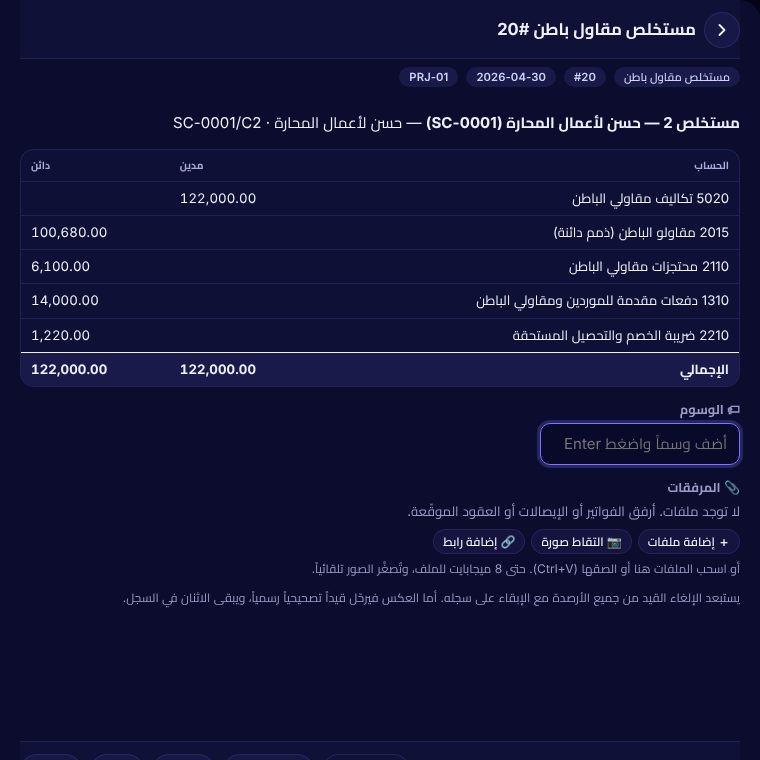 مستخلص مقاول باطن #20
مستخلص مقاول باطن #20 2026-04-30 PRJ-01
مستخلص 2 — حسن لأعمال المحارة (SC-0001) — حسن لأعمال المحارة · SC-0001/C2
الحساب مدين دائن
5020 تكاليف مقاولي الباطن 122,000.00
2015 مقاولو الباطن (ذمم دائنة) 100,680.00
2110 محتجزات مقاولي الباطن 6,100.00
1310 دفعات مقدمة للموردين ومقاولي الباطن 14,000.00
2210 ضريبة الخصم والتحصيل المستحقة 1,220.00
الإجمالي 122,000.00 122,000.00
🏷 الوسوم
أضف وسماً واضغط Enter
📎 المرفقات
لا توجد ملفات. أرفق الفواتير أو الإيصالات أو العقود الموقّعة.
+ إضافة ملفات 📷 التقاط صورة 🔗 إضافة رابط
أو اسحب الملفات هنا أو الصقها (Ctrl+V). حتى 8 ميجابايت للملف، وتُصغَّر الصور تلقائياً.
يستبعد الإلغاء القيد من جميع الأرصدة مع الإبقاء على سجله. أما العكس فيرحّل قيداً تصحيحياً رسمياً، ويبقى الاثنان في السجل.